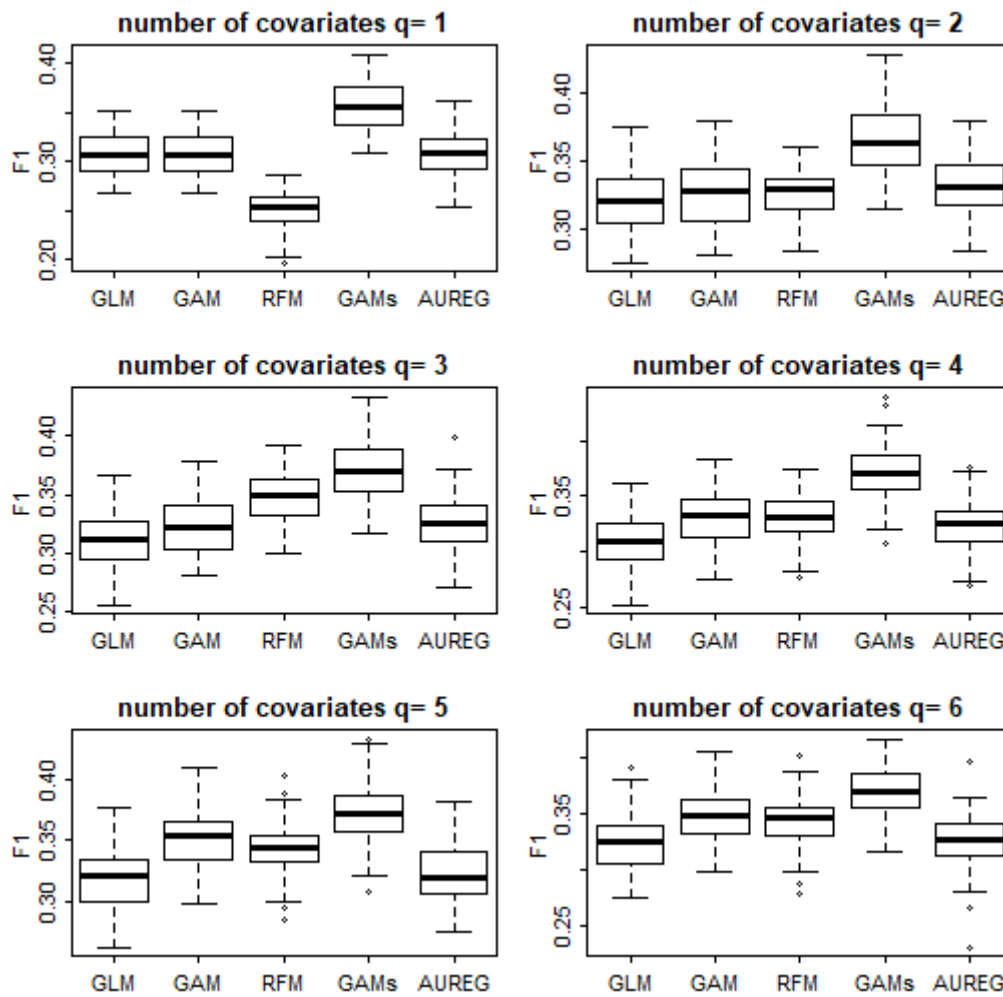 number of covariates q= 1
F1
0.40
0.30
0.20
GLM GAM RFM GAMs AUREG
number of covariates q= 2
F1
0.40
0.35
0.30
GLM GAM RFM GAMs AUREG
number of covariates q= 3
F1
0.40
0.35
0.30
0.25
GLM GAM RFM GAMs AUREG
number of covariates q= 4
F1
0.35
0.25
GLM GAM RFM GAMs AUREG
number of covariates q= 5
F1
0.40
0.35
0.30
GLM GAM RFM GAMs AUREG
number of covariates q= 6
F1
0.35
0.25
GLM GAM RFM GAMs AUREG